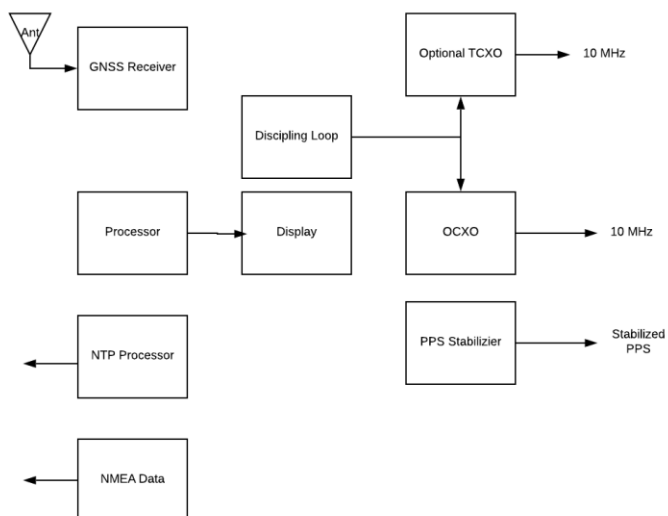 Ant
GNSS Receiver
Optional TCXO
10 MHz
Discipling Loop
Processor
Display
OCXO
10 MHz
NTP Processor
PPS Stabilizier
Stabilized
PPS
NMEA Data